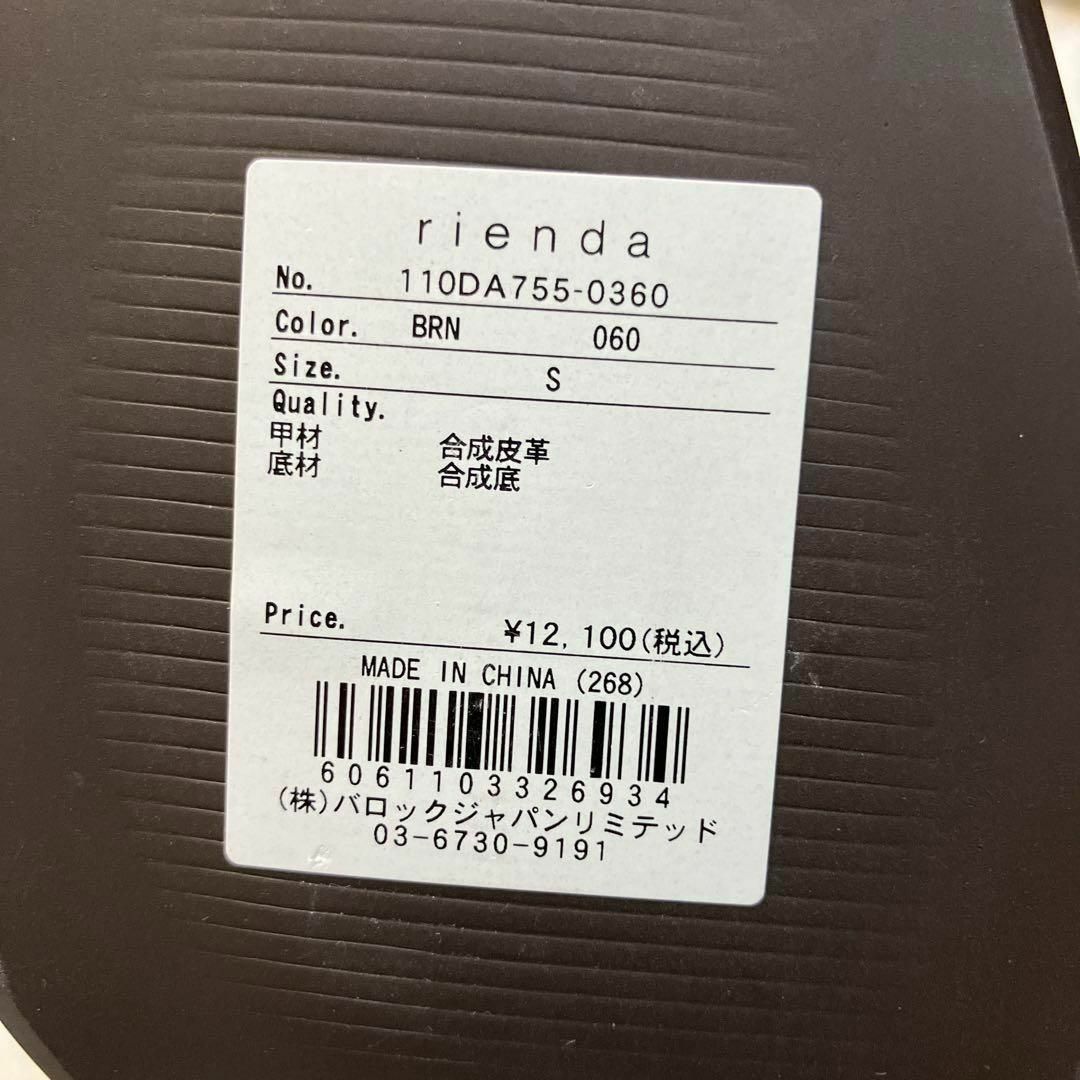 rienda
No. 110DA755-0360
Color. BRN 060
Size. S
Quality.
甲材 合成皮革
底材 合成底
Price. ¥12,100(税込)
MADE IN CHINA (268)
6061103326934
(株)バロックジャパンリミテッド
03-6730-9191